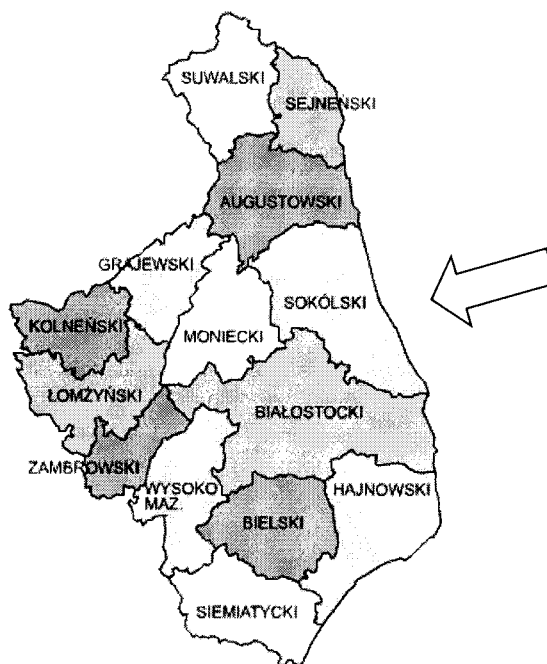 SUWALSKI
SEJNEŃSKI
AUGUSTOWSKI
GRAJEWSKI
SOKÓLSKI
KOLNEŃSKI
MONIECKI
ŁOMŻYŃSKI
BIAŁOSTOCKI
ZAMBROWSKI
WYSOKO
MAZ.
HAJNOWSKI
BIELSKI
SIEMIATYCKI